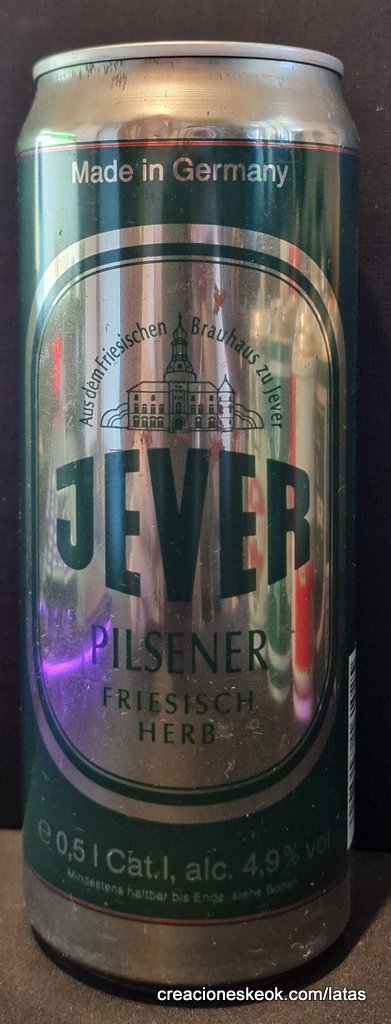 Made in Germany
Aus dem Friesischen Brauhaus zu Jever
JEVER
PILSENER
FRIESISCH
HERB
e 0,5 l Cat.I, alc. 4,9% vol
Mindestens haltbar bis Ende: siehe Boden
creacioneskeok.com/latas